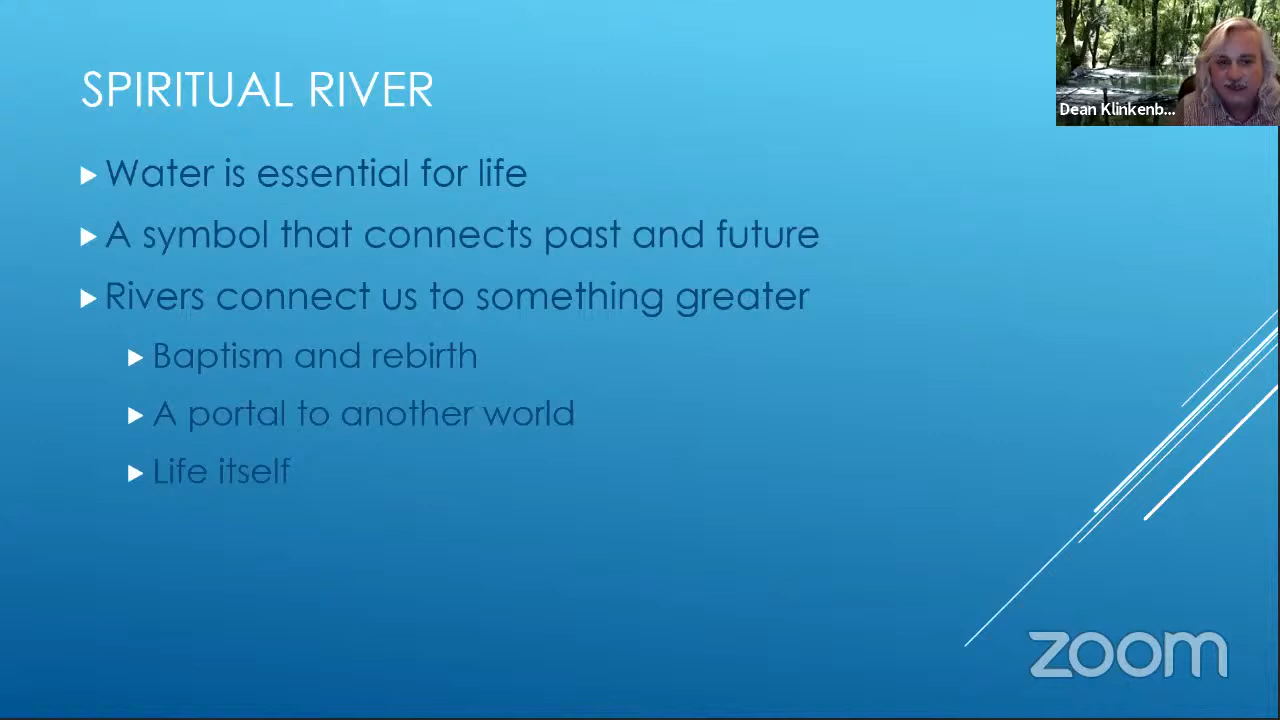 SPIRITUAL RIVER
Dean Klinkenb...
Water is essential for life
A symbol that connects past and future
Rivers connect us to something greater
Baptism and rebirth
A portal to another world
Life itself
zoom